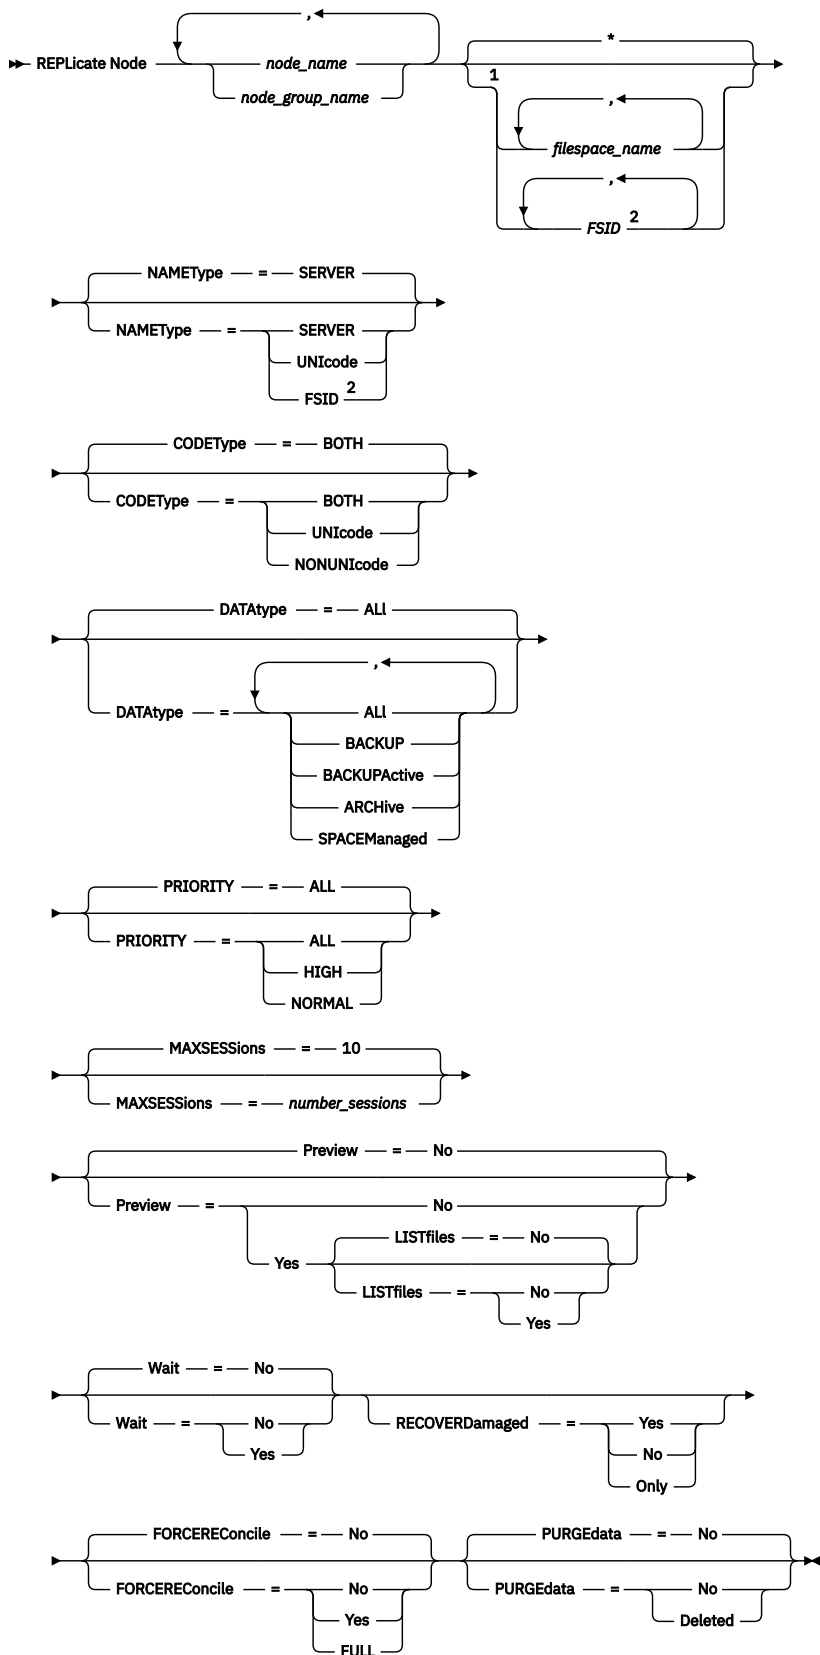 ,
*
REPLicate Node node_name
1
node_group_name
,
filespace_name
,
FSID 2
NAMEType = SERVER
NAMEType = SERVER
UNIcode
FSID 2
CODEType = BOTH
CODEType = BOTH
UNIcode
NONUNIcode
DATAtype = ALl
,
DATAtype = ALl
BACKUP
BACKUPActive
ARCHive
SPACEManaged
PRIORITY = ALL
PRIORITY = ALL
HIGH
NORMAL
MAXSESSions = 10
MAXSESSions = number_sessions
Preview = No
Preview = No
LISTfiles = No
Yes
LISTfiles = No
Yes
Wait = No
Wait = No RECOVERDamaged = Yes
Yes No
Only
FORCEREConcile = No PURGEdata = No
FORCEREConcile = No PURGEdata = No
Yes Deleted
FULL